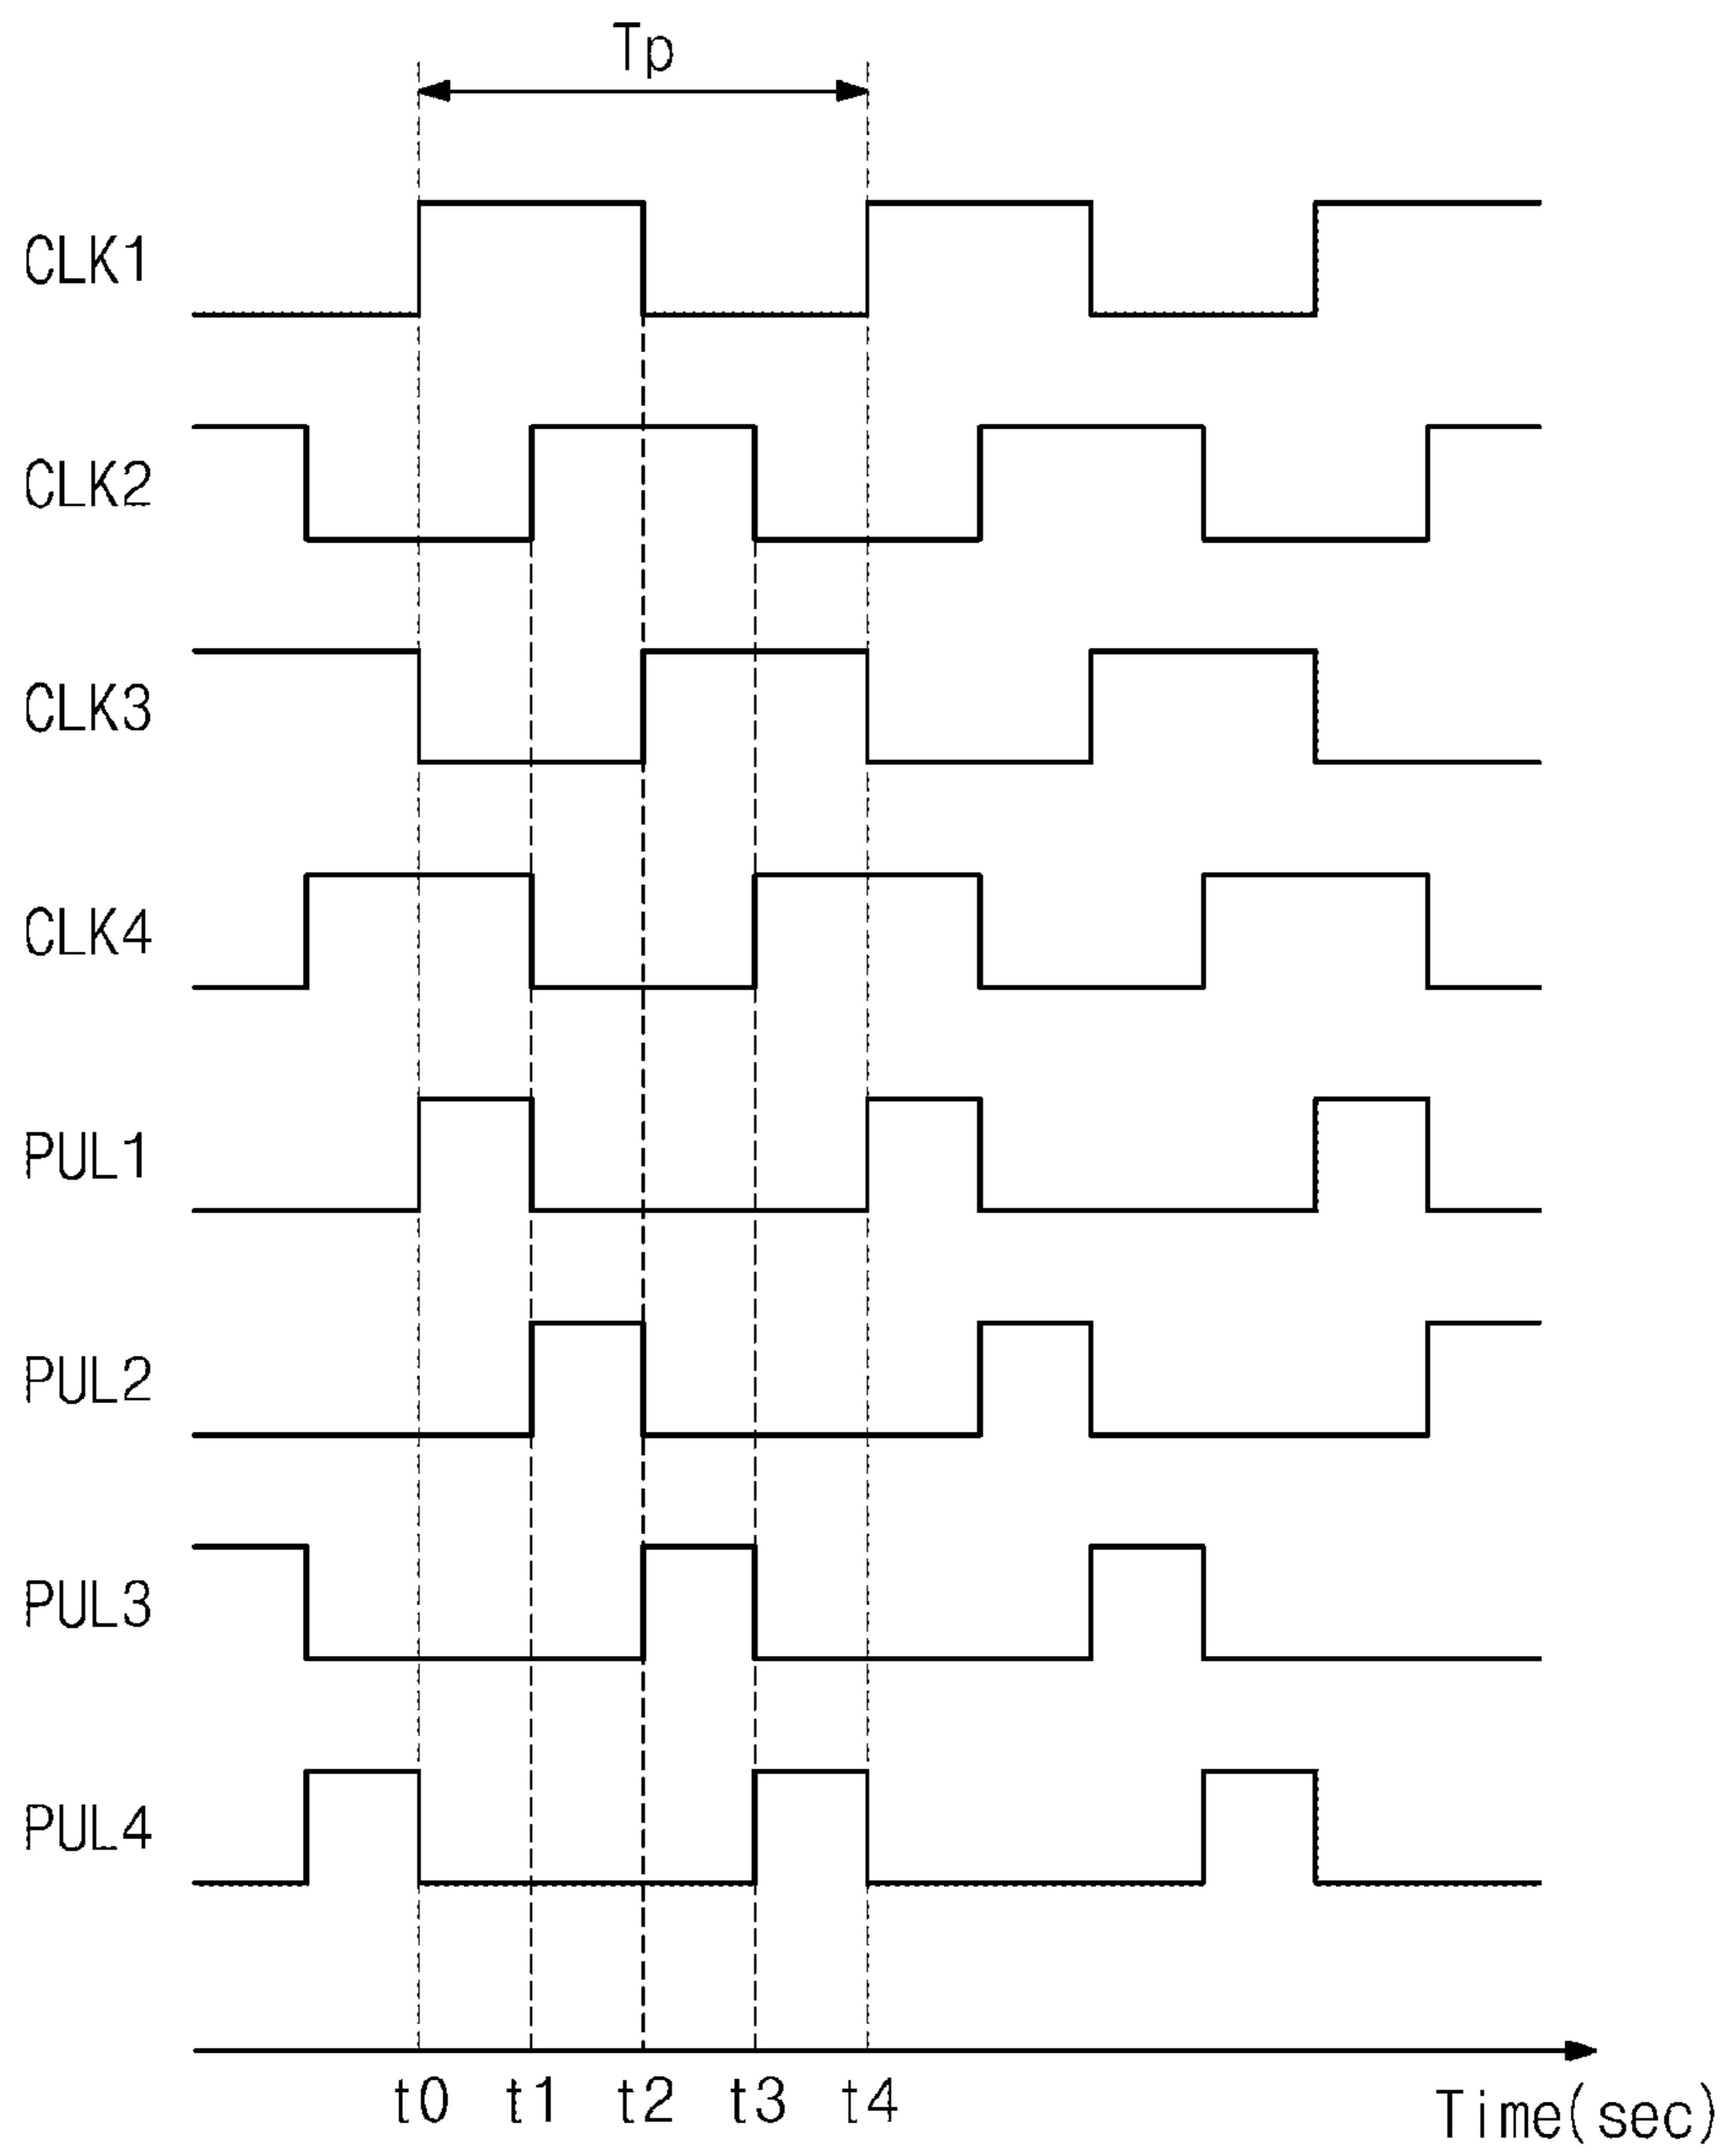 Tp
CLK1
CLK2
CLK3
CLK4
PUL1
PUL2
PUL3
PUL4
t0 t1 t2 t3 t4
Time(sec)